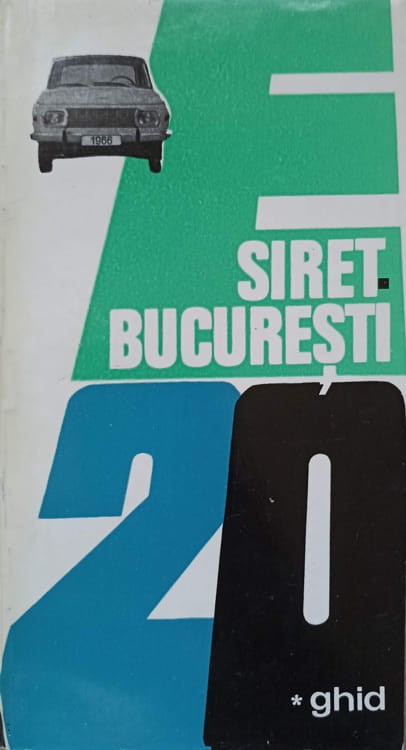 1966
E
SIRET-
BUCUREȘTI
20
* ghid